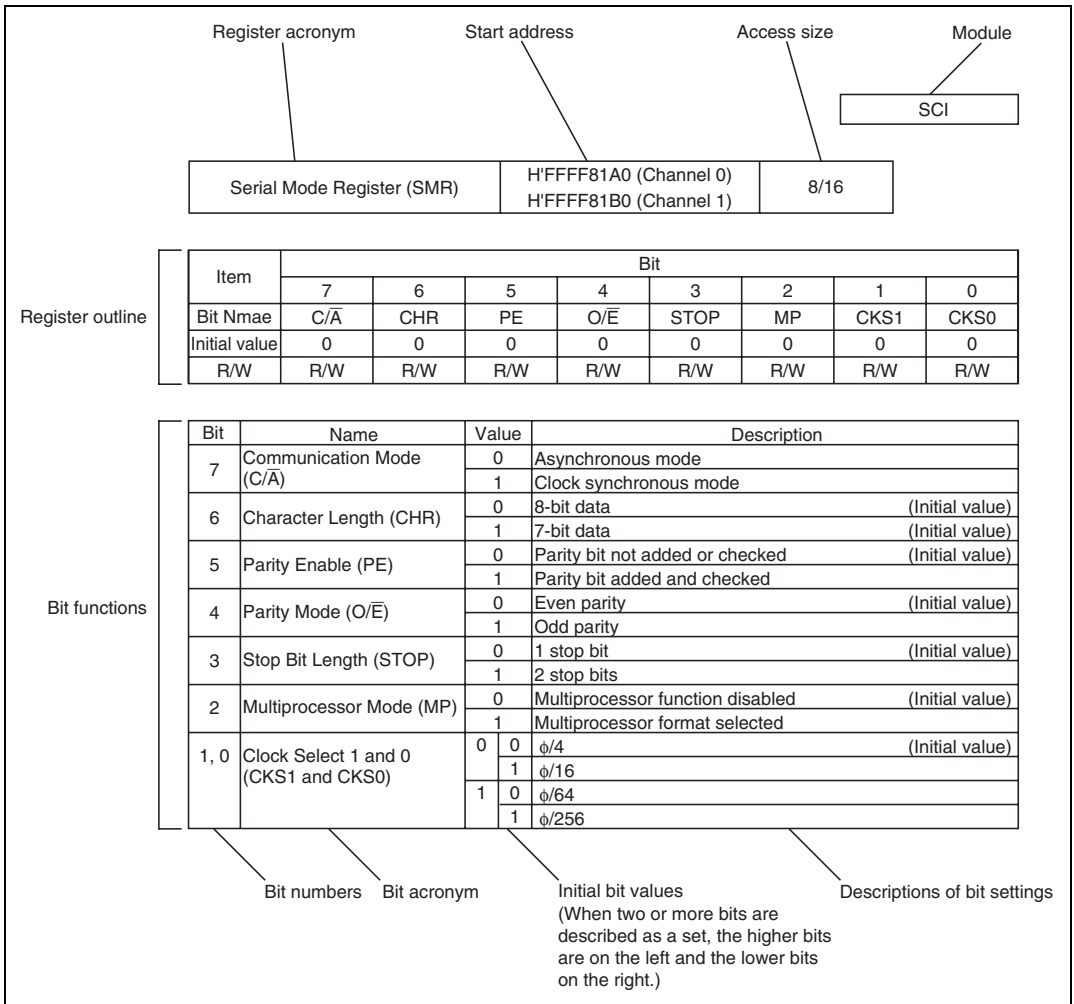 Register acronym Start address Access size Module
SCI
Serial Mode Register (SMR) H'FFFF81A0 (Channel 0) 8/16
H'FFFF81B0 (Channel 1)
Register outline
Item Bit
7 6 5 4 3 2 1 0
Bit Nmae C/A̅ CHR PE O/E̅ STOP MP CKS1 CKS0
Initial value 0 0 0 0 0 0 0 0
R/W R/W R/W R/W R/W R/W R/W R/W R/W
Bit functions
Bit Name Value Description
7 Communication Mode (C/A̅) 0 Asynchronous mode
1 Clock synchronous mode
6 Character Length (CHR) 0 8-bit data (Initial value)
1 7-bit data (Initial value)
5 Parity Enable (PE) 0 Parity bit not added or checked (Initial value)
1 Parity bit added and checked
4 Parity Mode (O/E̅) 0 Even parity (Initial value)
1 Odd parity
3 Stop Bit Length (STOP) 0 1 stop bit (Initial value)
1 2 stop bits
2 Multiprocessor Mode (MP) 0 Multiprocessor function disabled (Initial value)
1 Multiprocessor format selected
1, 0 Clock Select 1 and 0 (CKS1 and CKS0) 0 0 ϕ/4 (Initial value)
1 ϕ/16
1 0 ϕ/64
1 ϕ/256
Bit numbers Bit acronym Initial bit values Descriptions of bit settings
(When two or more bits are
described as a set, the higher bits
are on the left and the lower bits
on the right.)